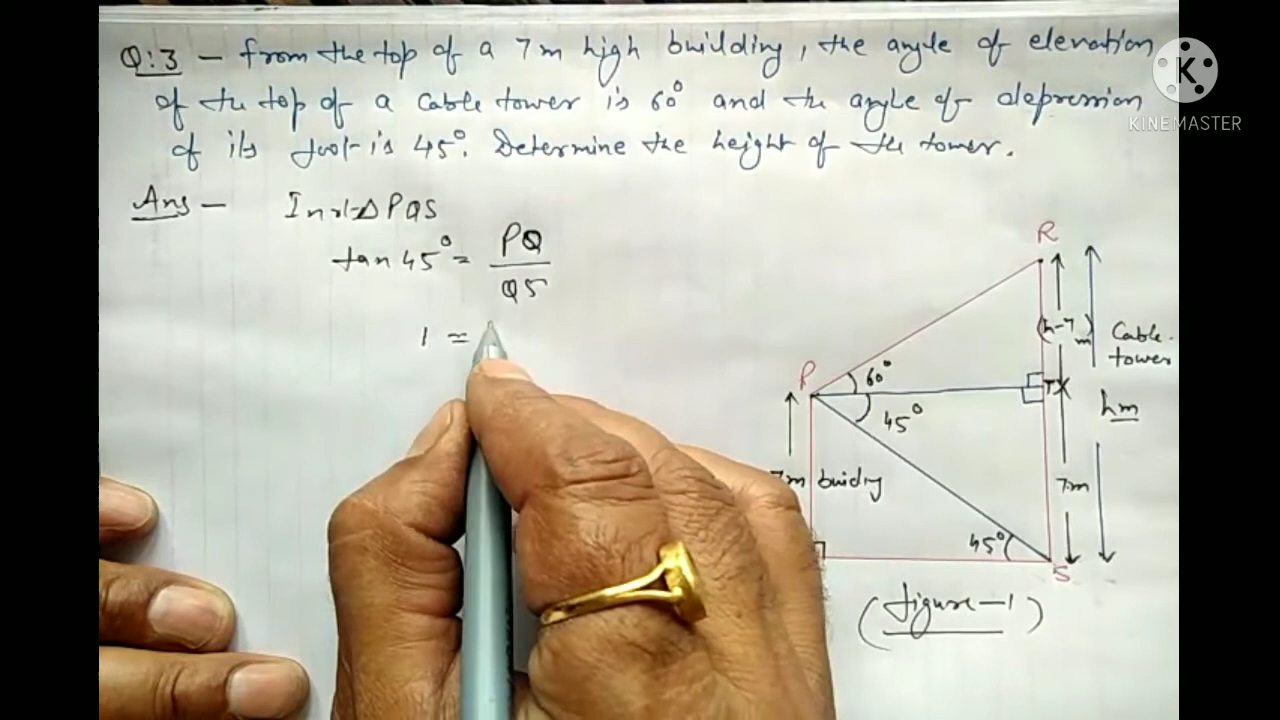 Q:3 - from the top of a 7m high building, the angle of elevation
of the top of a cable tower is 60° and the angle of depression
of its foot is 45°. Determine the height of the tower.
Ans - In rt Δ PQS
tan 45° = PQ
QS
1 =
R
(h-7)
m
Cable
tower
P
60°
T
45°
hm
7m building
7m
45°
S
(figure-1)
K
KINEMASTER